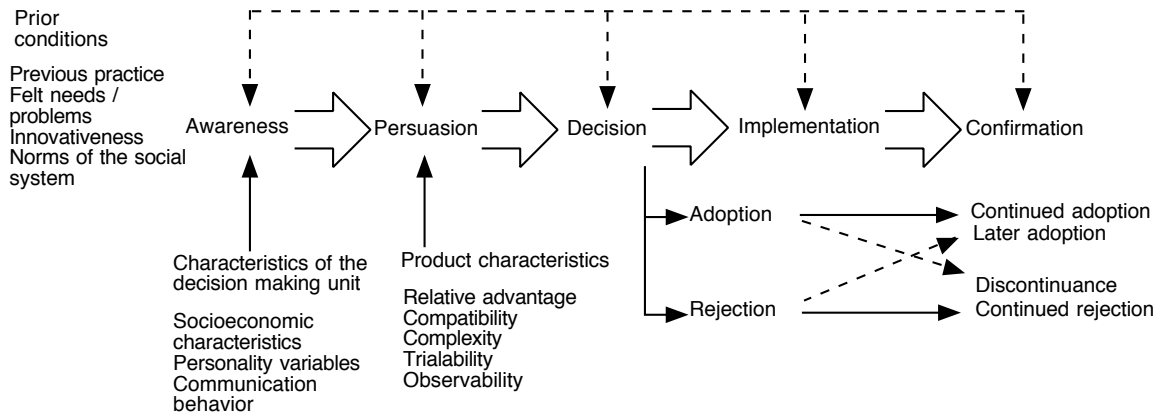 Prior
conditions
Previous practice
Felt needs /
problems
Innovativeness
Norms of the social
system
Awareness
Persuasion
Decision
Implementation
Confirmation
Characteristics of the
decision making unit
Socioeconomic
characteristics
Personality variables
Communication
behavior
Product characteristics
Relative advantage
Compatibility
Complexity
Trialability
Observability
Adoption
Rejection
Continued adoption
Later adoption
Discontinuance
Continued rejection